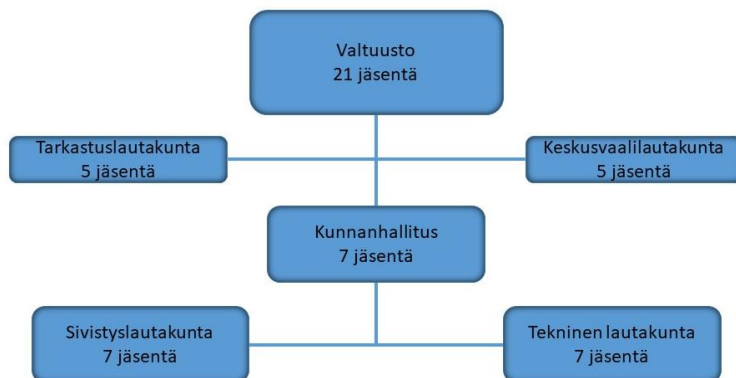 Valtuusto
21 jäsentä
Tarkastuslautakunta
5 jäsentä
Keskusvaalilautakunta
5 jäsentä
Kunnanhallitus
7 jäsentä
Sivistyslautakunta
7 jäsentä
Tekninen lautakunta
7 jäsentä